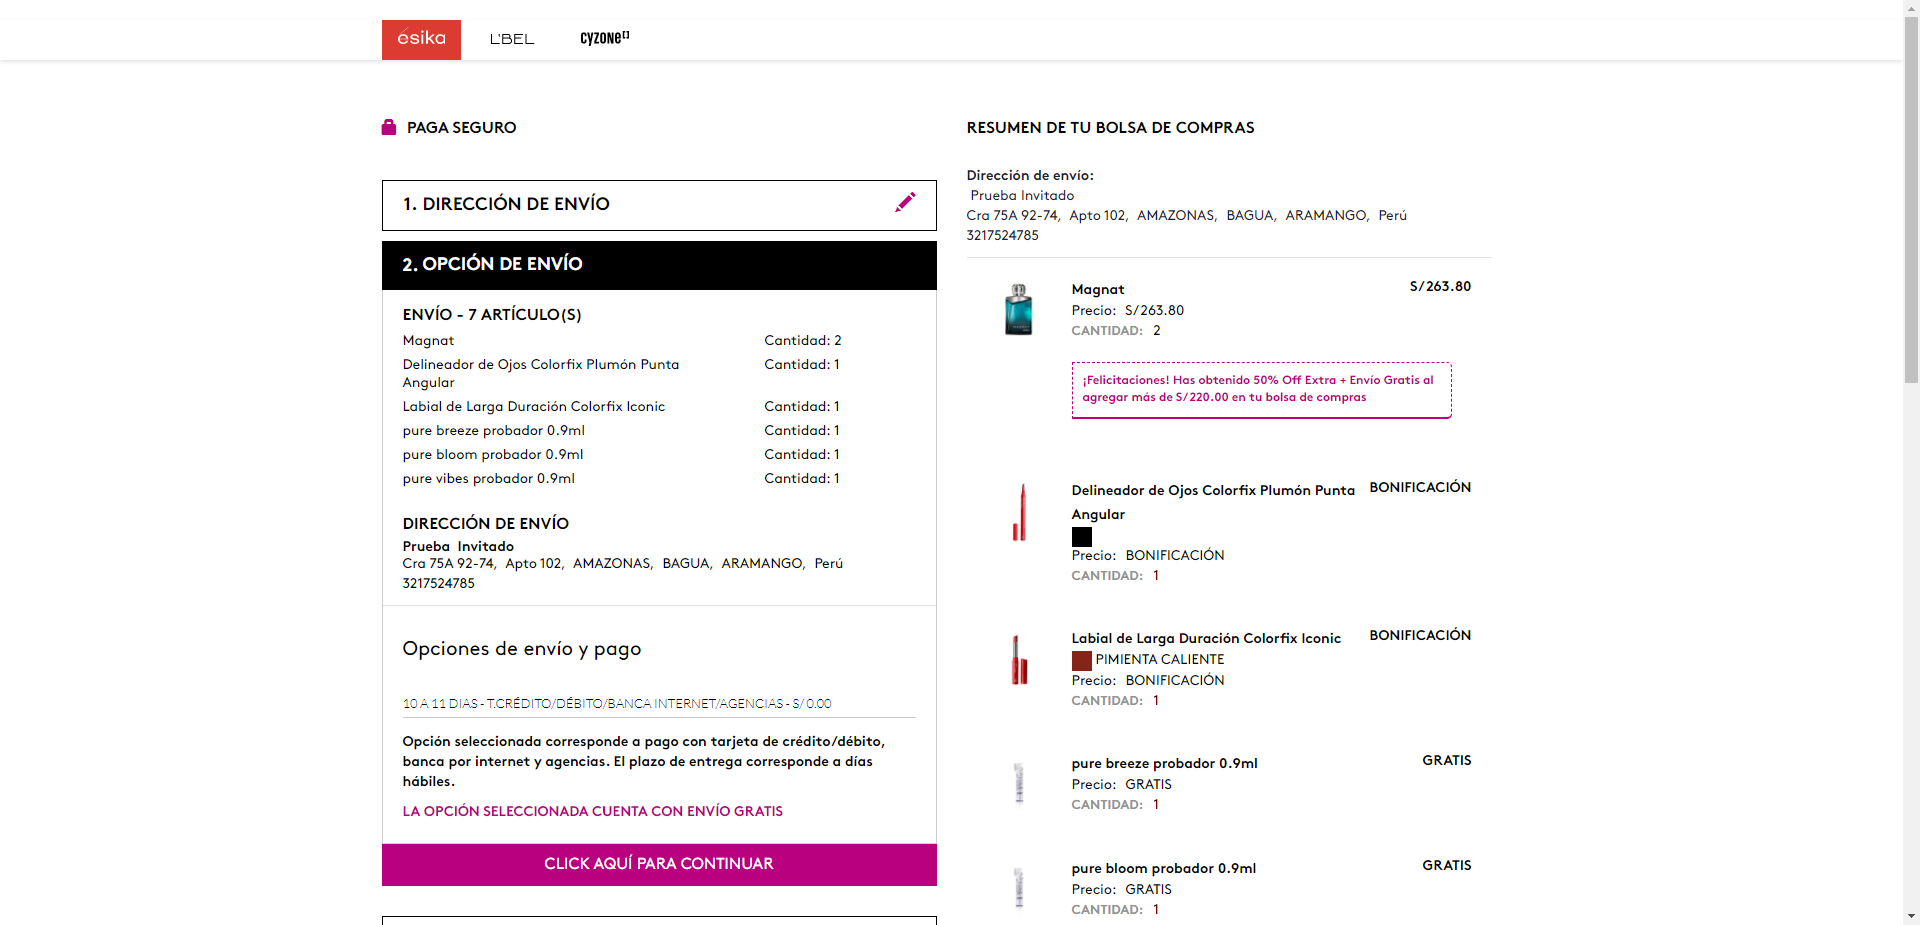 ésika
L'BEL
CYZONE
PAGA SEGURO
1. DIRECCIÓN DE ENVÍO
2. OPCIÓN DE ENVÍO
ENVÍO - 7 ARTÍCULO(S)
Magnat Cantidad: 2
Delineador de Ojos Colorfix Plumón Punta Cantidad: 1
Angular
Labial de Larga Duración Colorfix Iconic Cantidad: 1
pure breeze probador 0.9ml Cantidad: 1
pure bloom probador 0.9ml Cantidad: 1
pure vibes probador 0.9ml Cantidad: 1
DIRECCIÓN DE ENVÍO
Prueba Invitado
Cra 75A 92-74, Apto 102, AMAZONAS, BAGUA, ARAMANGO, Perú
3217524785
Opciones de envío y pago
10 A 11 DIAS - T.CRÉDITO/DÉBITO/BANCA INTERNET/AGENCIAS - S/ 0.00
Opción seleccionada corresponde a pago con tarjeta de crédito/débito,
banca por internet y agencias. El plazo de entrega corresponde a días
hábiles.
LA OPCIÓN SELECCIONADA CUENTA CON ENVÍO GRATIS
CLICK AQUÍ PARA CONTINUAR
RESUMEN DE TU BOLSA DE COMPRAS
Dirección de envío:
Prueba Invitado
Cra 75A 92-74, Apto 102, AMAZONAS, BAGUA, ARAMANGO, Perú
3217524785
Magnat S/263.80
Precio: S/263.80
CANTIDAD: 2
¡Felicitaciones! Has obtenido 50% Off Extra + Envío Gratis al
agregar más de S/220.00 en tu bolsa de compras
Delineador de Ojos Colorfix Plumón Punta BONIFICACIÓN
Angular
Precio: BONIFICACIÓN
CANTIDAD: 1
Labial de Larga Duración Colorfix Iconic BONIFICACIÓN
PIMIENTA CALIENTE
Precio: BONIFICACIÓN
CANTIDAD: 1
pure breeze probador 0.9ml GRATIS
Precio: GRATIS
CANTIDAD: 1
pure bloom probador 0.9ml GRATIS
Precio: GRATIS
CANTIDAD: 1